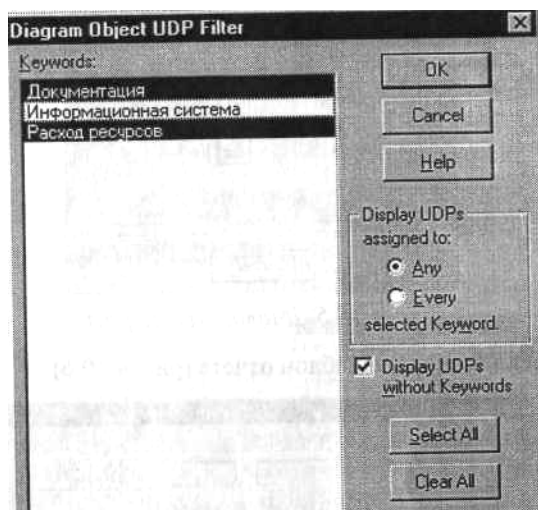 Diagram Object UDP Filter
Keywords:
Документация
Информационная система
Расход ресурсов
OK
Cancel
Help
Display UDPs
assigned to:
Any
Every
selected Keyword.
Display UDPs
without Keywords
Select All
Clear All